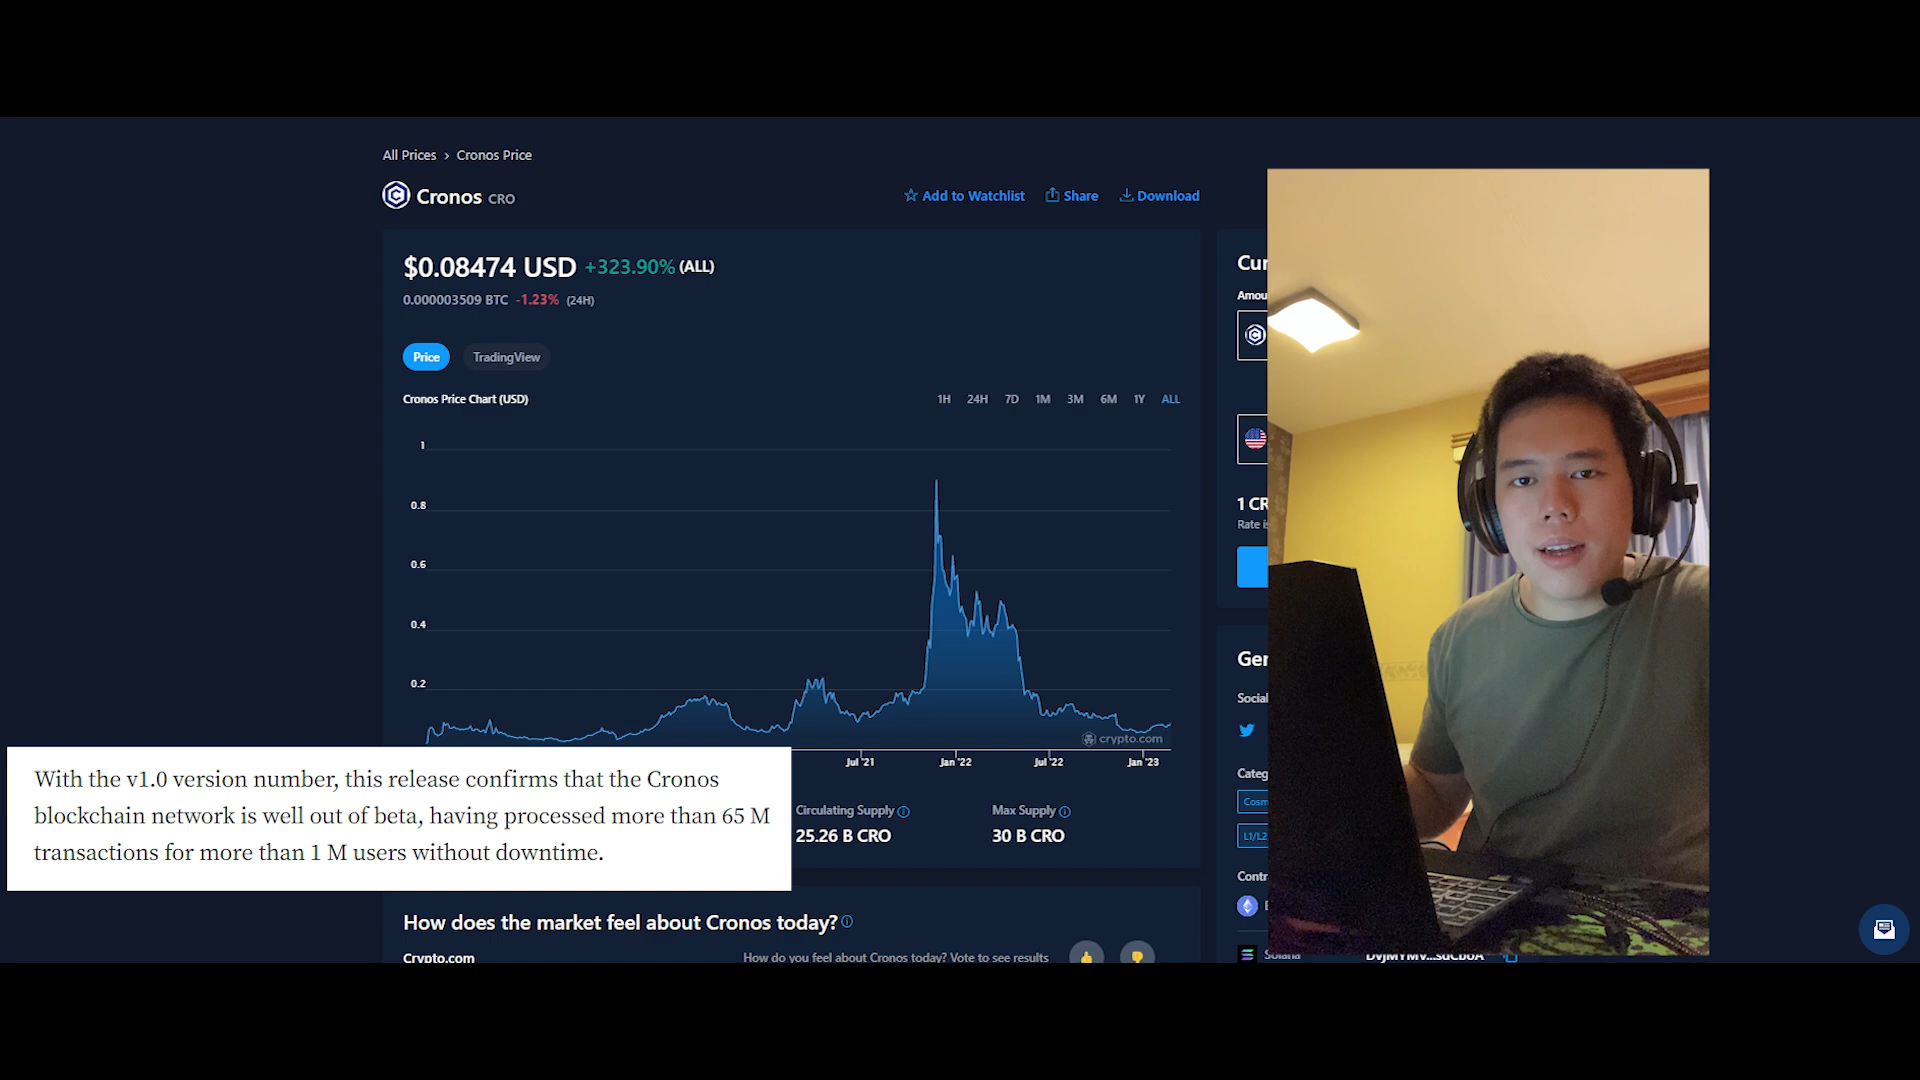 All Prices › Cronos Price
Cronos CRO
Add to Watchlist
Share
Download
$0.08474 USD +323.90% (ALL)
0.000003509 BTC -1.23% (24H)
Price
TradingView
Cronos Price Chart (USD)
1H 24H 7D 1M 3M 6M 1Y ALL
1
0.8
0.6
0.4
0.2
crypto.com
Jul '21 Jan '22 Jul '22 Jan '23
With the v1.0 version number, this release confirms that the Cronos
blockchain network is well out of beta, having processed more than 65 M
transactions for more than 1 M users without downtime.
Circulating Supply
25.26 B CRO
Max Supply
30 B CRO
How does the market feel about Cronos today?
Crypto.com
How do you feel about Cronos today? Vote to see results
1 CR
Rate is
Social
L1/L2
Solana